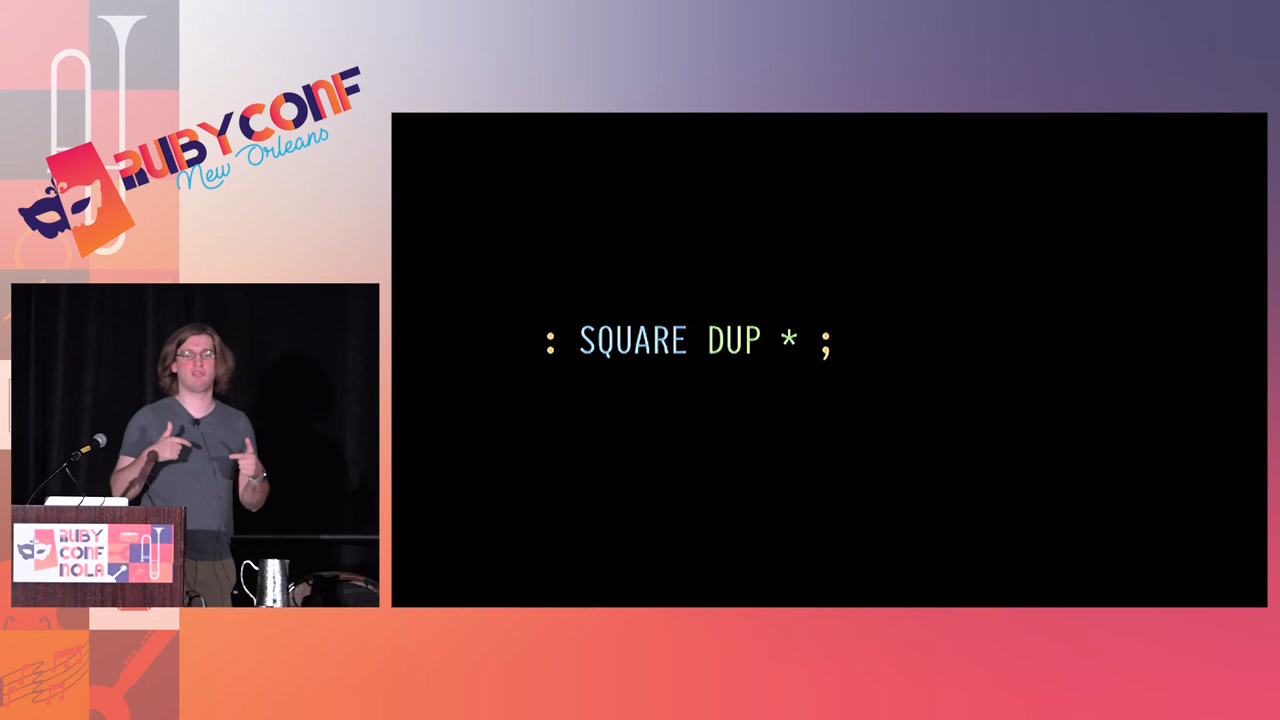 RUBYCONF
New Orleans
: SQUARE DUP * ;
RUBY
CONF
NOLA